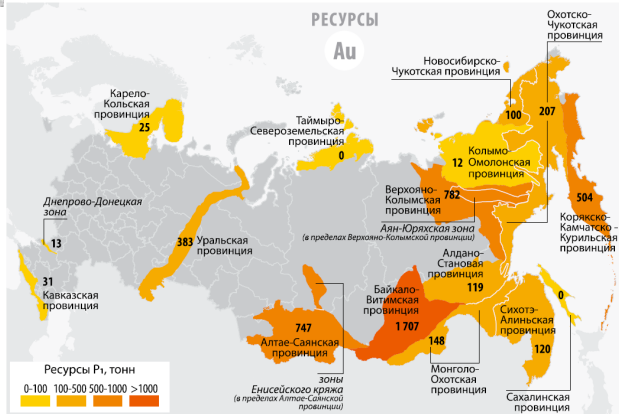 РЕСУРСЫ
Au
Охотско-
Чукотская
провинция
Новосибирско-
Чукотская провинция
Карело-
Кольская
провинция
25
Таймыро-
Североземельская
провинция
0
100
207
12
Колымо-
Омолонская
провинция
Верхояно-
Колымская
провинция
782
504
Корякско-
Камчатско -
Курильская
провинция
Аян-Юряхская зона
(в пределах Верхояно-Колымской провинции)
Днепрово-Донецкая
зона
13
383
Уральская
провинция
31
Кавказская
провинция
Алдано-
Становая
провинция
119
Байкало-
Витимская
провинция
1 707
0
Сихотэ-
Алиньская
провинция
120
747
Алтае-Саянская
провинция
148
Монголо-
Охотская
провинция
зоны
Енисейского кряжа
(в пределах Алтае-Саянской
провинции)
Сахалинская
провинция
Ресурсы P₁, тонн
0-100 100-500 500-1000 >1000